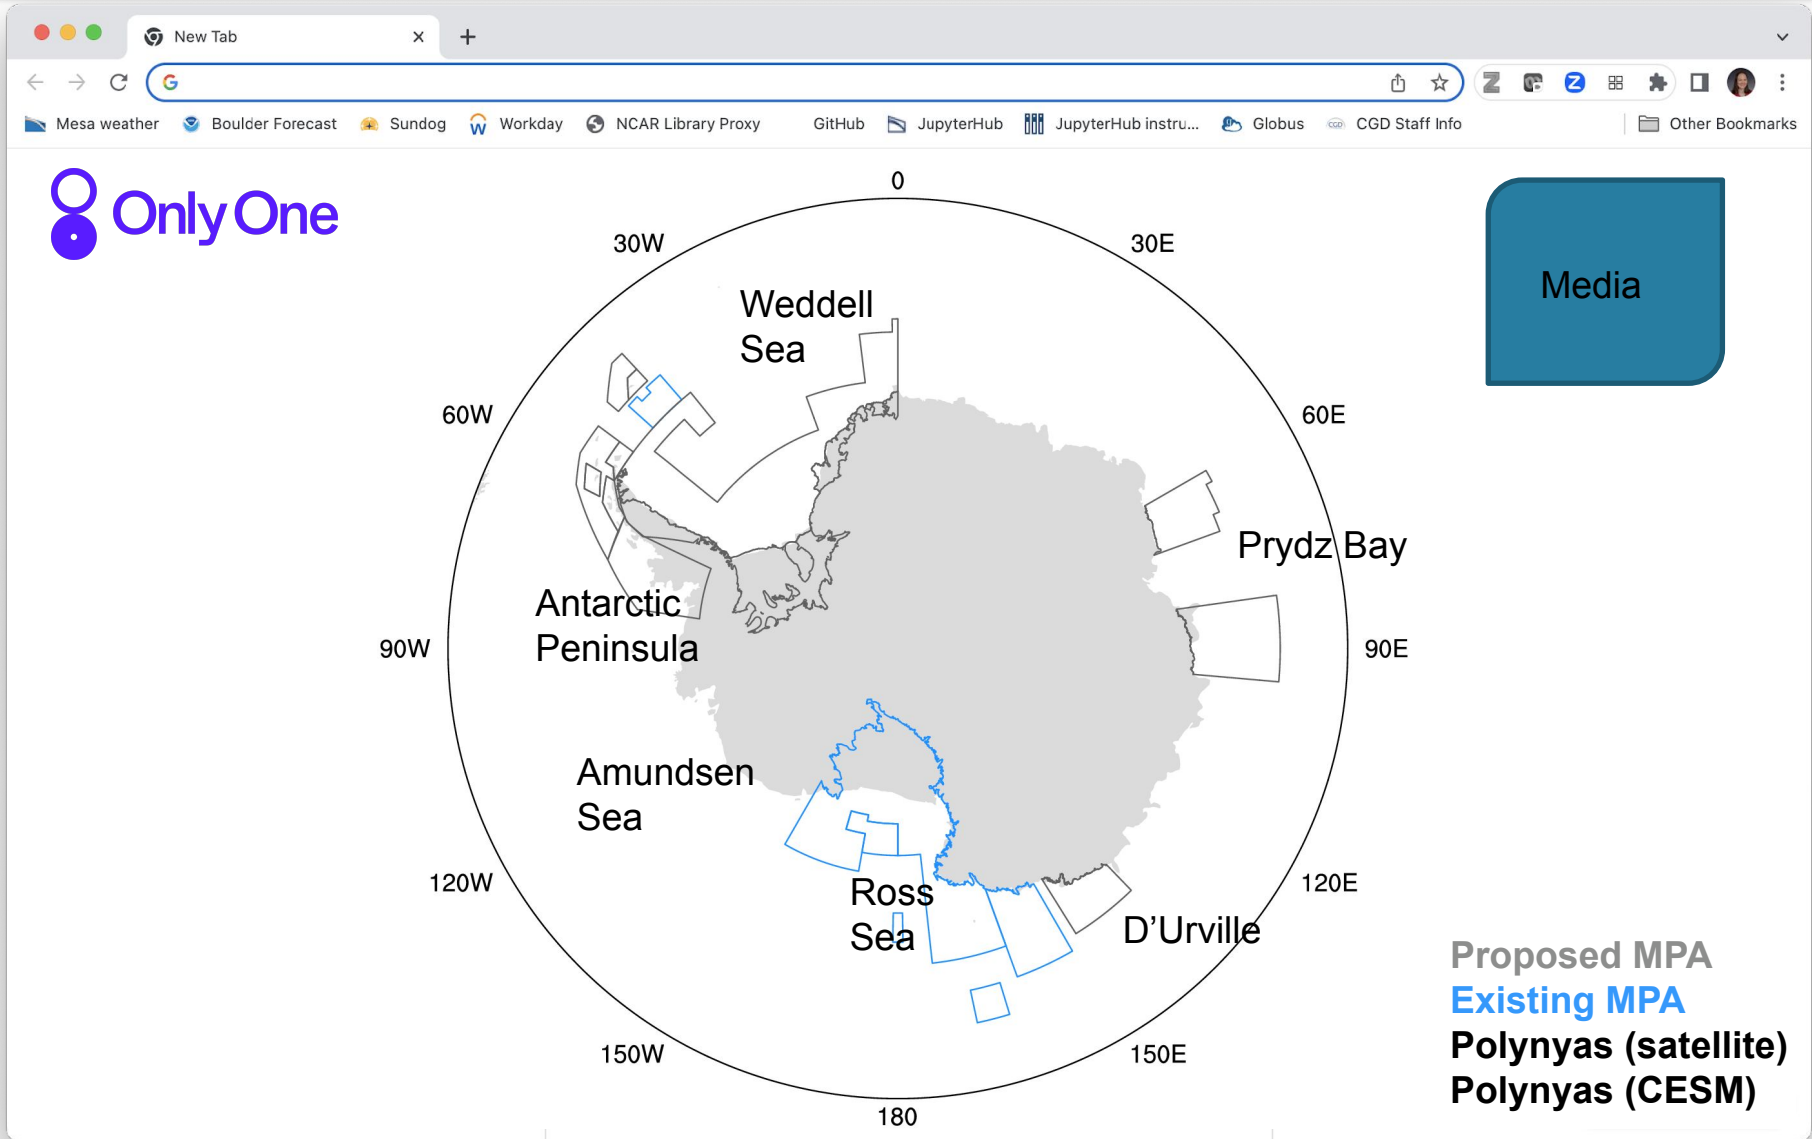 New Tab
Mesa weather
Boulder Forecast
Sundog
Workday
NCAR Library Proxy
GitHub
JupyterHub
JupyterHub instru...
Globus
CGD Staff Info
Other Bookmarks
Only One
Media
0
30W
30E
Weddell
Sea
60W
60E
Prydz Bay
Antarctic
Peninsula
90W
90E
Amundsen
Sea
120W
120E
Ross
Sea
D'Urville
150W
150E
180
Proposed MPA
Existing MPA
Polynyas (satellite)
Polynyas (CESM)